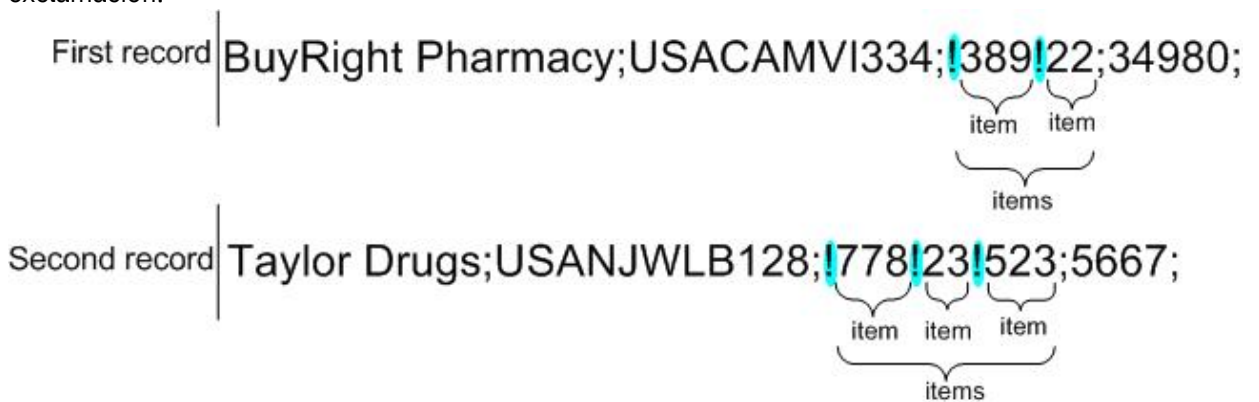 exclamación.
First record BuyRight Pharmacy;USACAMVI334;!389!22;34980;
item item
items
Second record Taylor Drugs;USANJWLB128;!778!23!523;5667;
item item item
items